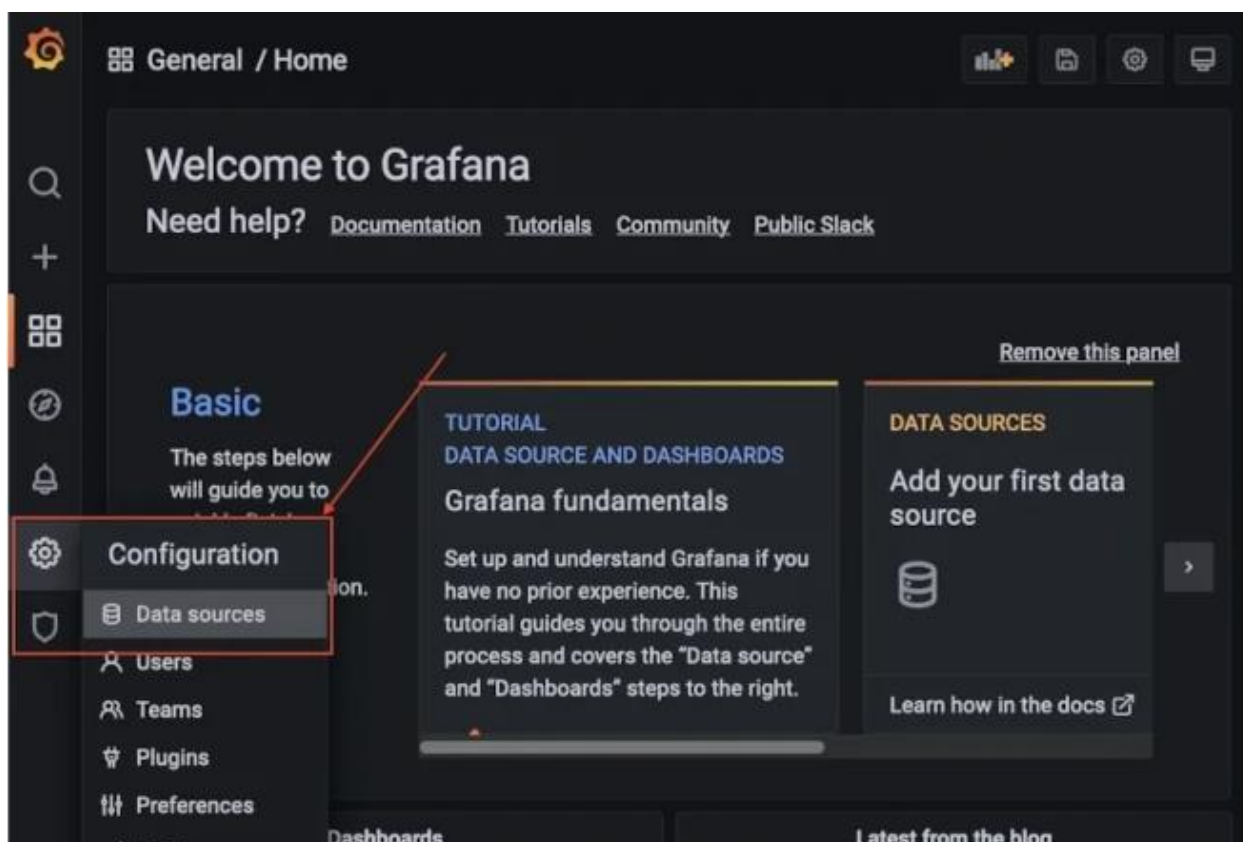 General / Home
Welcome to Grafana
Need help? Documentation Tutorials Community Public Slack
Remove this panel
Basic
The steps below
will guide you to
tion.
TUTORIAL
DATA SOURCE AND DASHBOARDS
Grafana fundamentals
Set up and understand Grafana if you
have no prior experience. This
tutorial guides you through the entire
process and covers the “Data source”
and “Dashboards” steps to the right.
DATA SOURCES
Add your first data
source
Learn how in the docs
Configuration
Data sources
Users
Teams
Plugins
Preferences
Dashboards
Latest from the blog